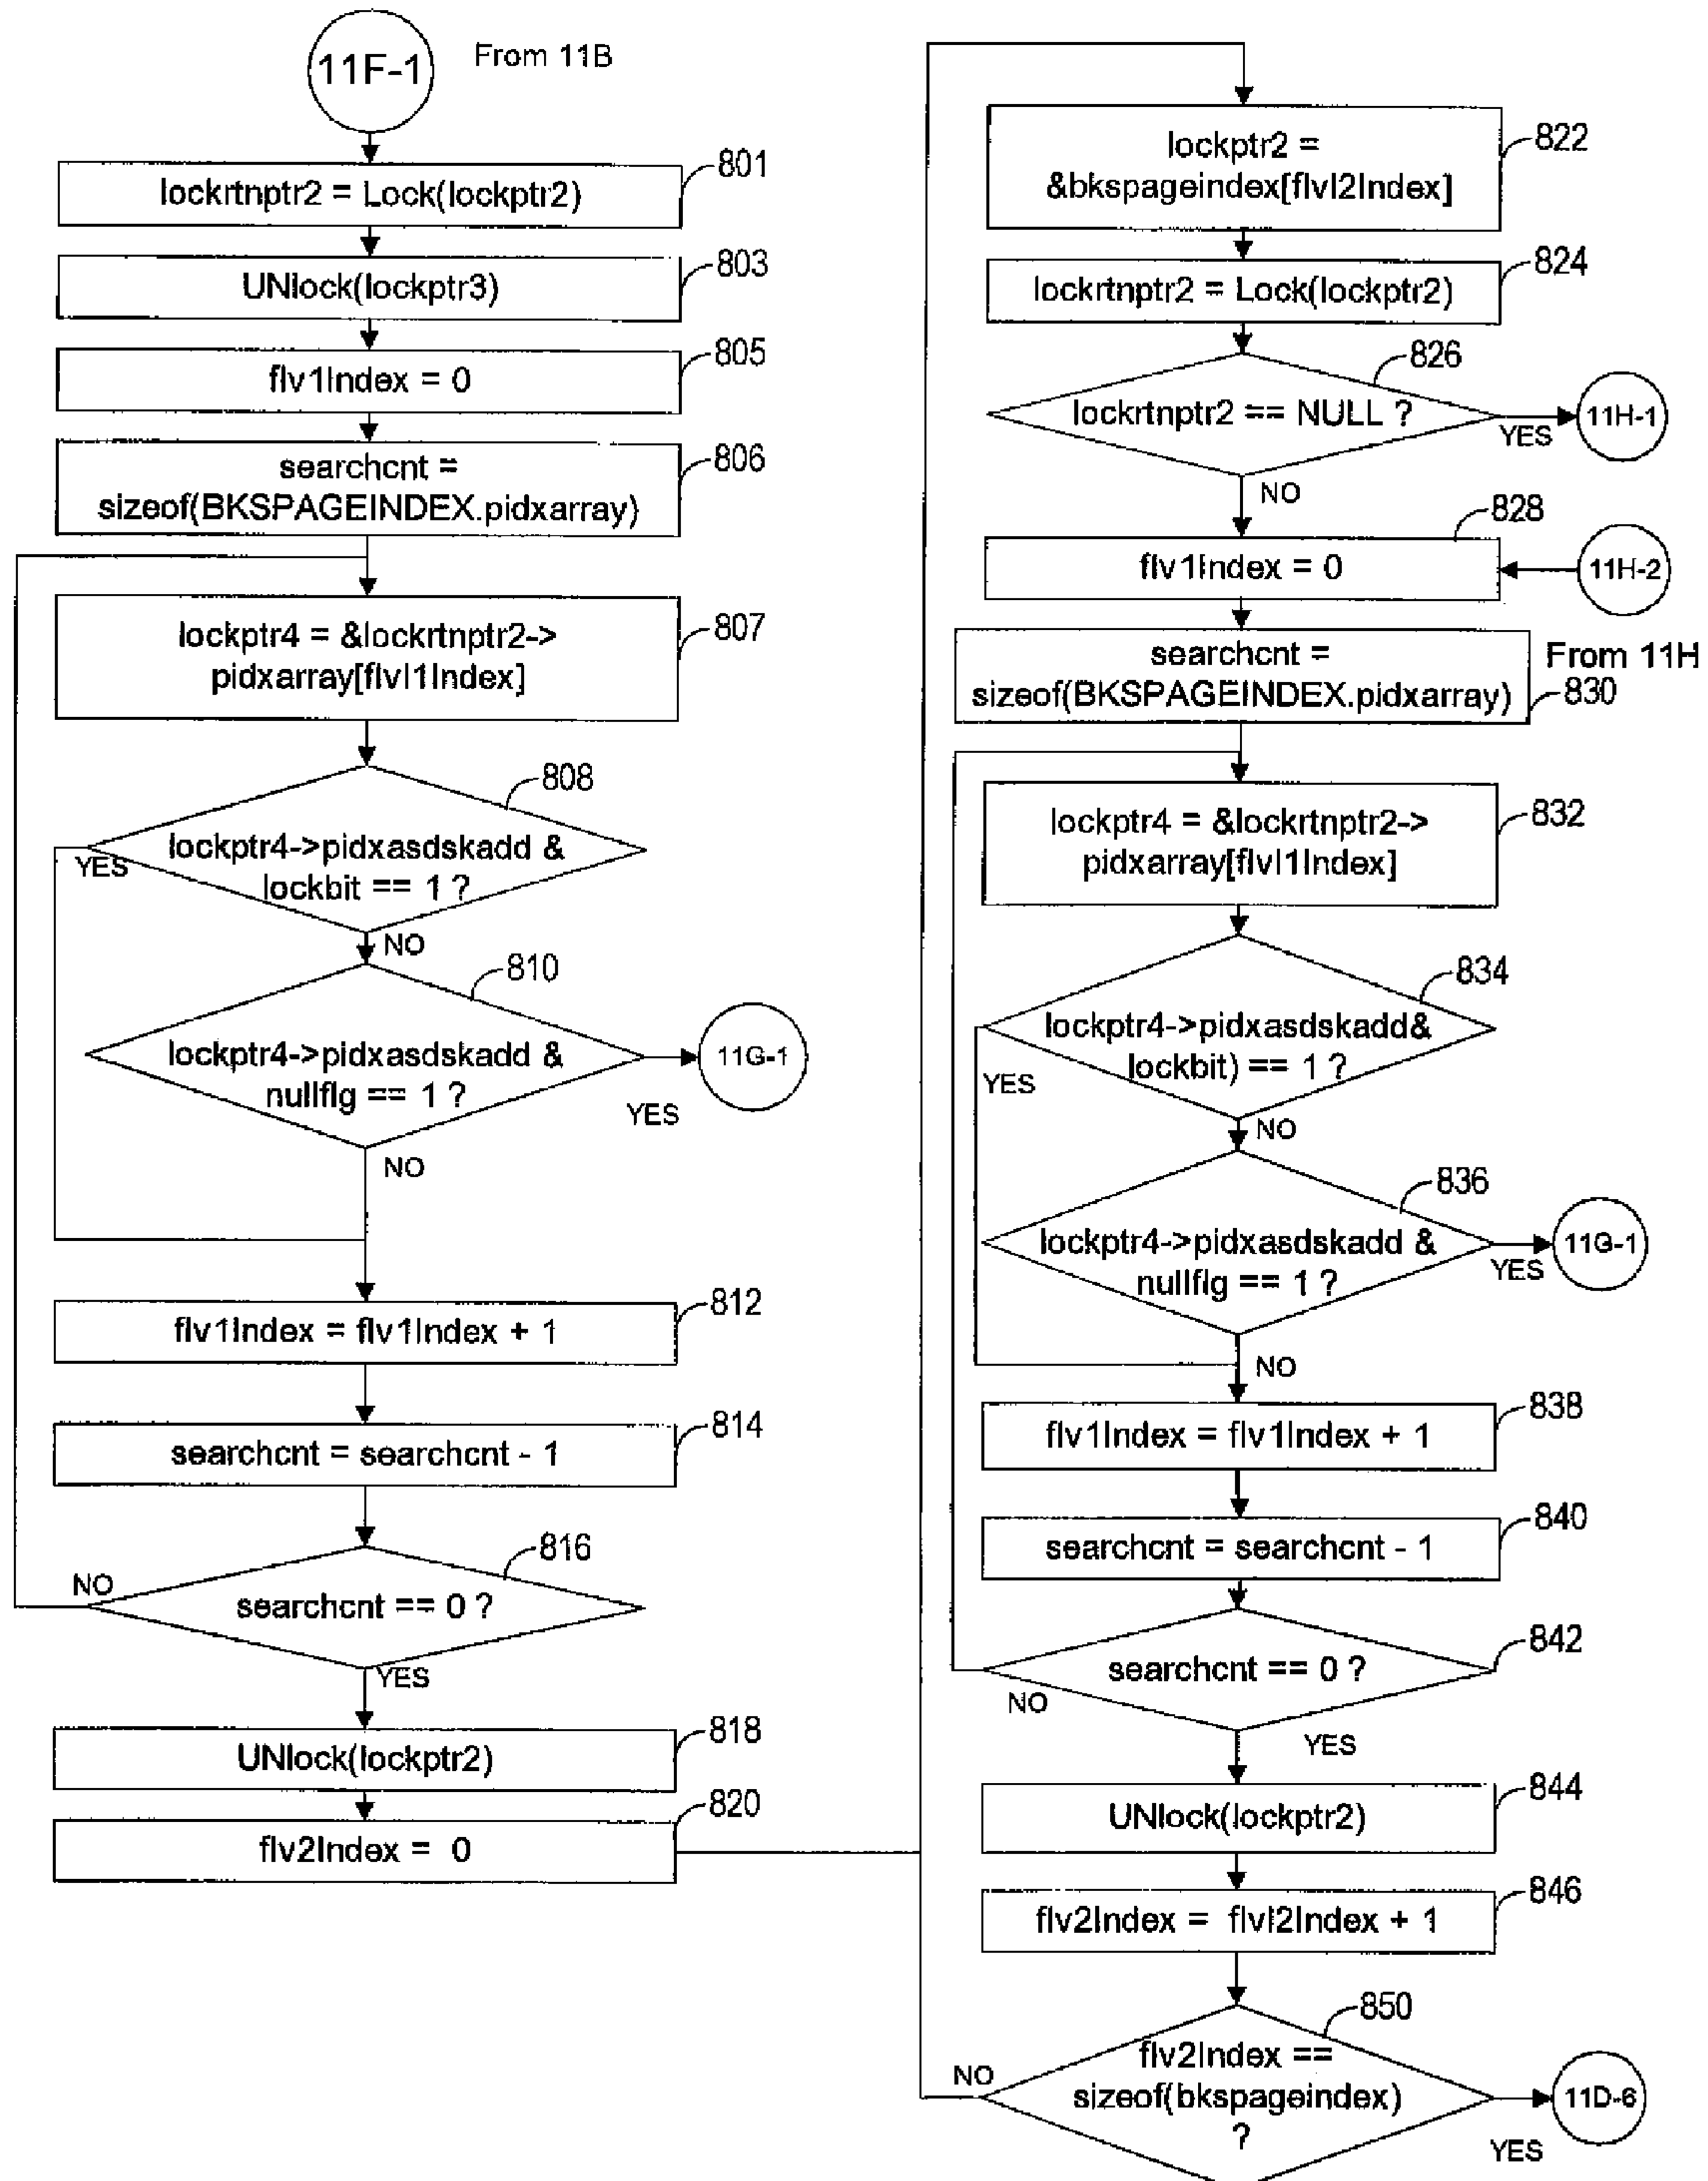 11F-1
From 11B
801
lockrtnptr2 = Lock(lockptr2)
803
UNlock(lockptr3)
805
flv1Index = 0
806
searchcnt =
sizeof(BKSPAGEINDEX.pidxarray)
807
lockptr4 = &lockrtnptr2->
pidxarray[flvl1Index]
808
lockptr4->pidxasdskadd &
lockbit == 1 ?
YES
NO
810
lockptr4->pidxasdskadd &
nullflg == 1 ?
11G-1
YES
NO
812
flv1Index = flv1Index + 1
814
searchcnt = searchcnt - 1
816
NO
searchcnt == 0 ?
YES
818
UNlock(lockptr2)
820
flv2Index = 0
822
lockptr2 =
&bkspageindex[flvl2Index]
824
lockrtnptr2 = Lock(lockptr2)
826
lockrtnptr2 == NULL ?
11H-1
YES
NO
828
flv1Index = 0
11H-2
From 11H
searchcnt =
sizeof(BKSPAGEINDEX.pidxarray)
830
832
lockptr4 = &lockrtnptr2->
pidxarray[flvl1Index]
834
lockptr4->pidxasdskadd&
lockbit) == 1 ?
YES
NO
836
lockptr4->pidxasdskadd &
nullflg == 1 ?
11G-1
YES
NO
838
flv1Index = flv1Index + 1
840
searchcnt = searchcnt - 1
842
searchcnt == 0 ?
NO
YES
844
UNlock(lockptr2)
846
flv2Index = flvl2Index + 1
850
NO
flv2Index ==
sizeof(bkspageindex)
?
11D-6
YES